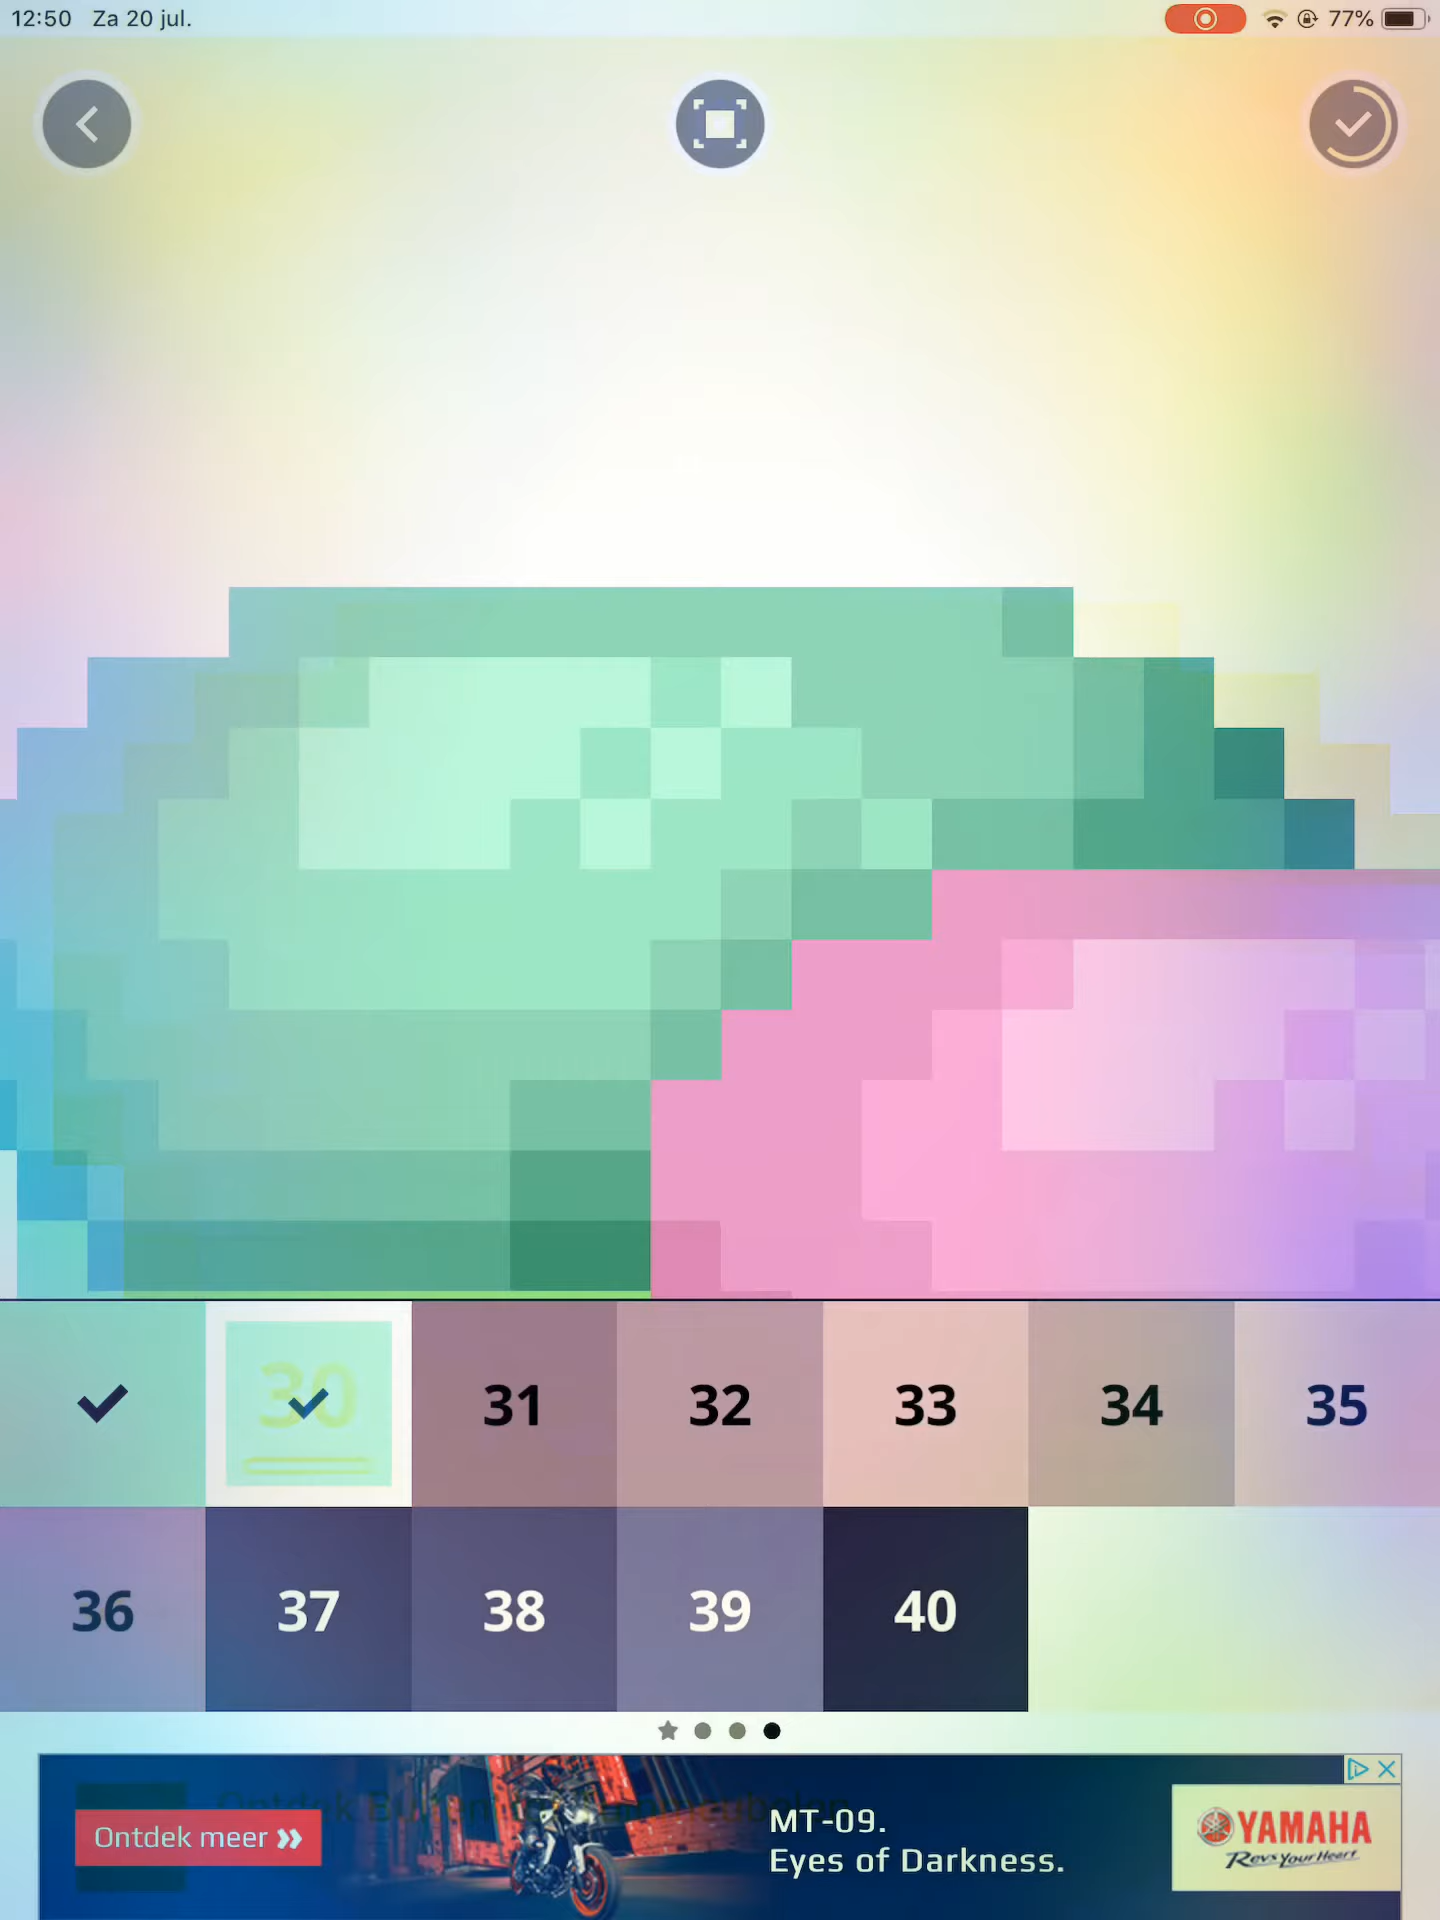 12:50 Za 20 jul.
77%
30
31 32 33 34 35
36 37 38 39 40
Ontdek meer
MT-09.
Eyes of Darkness.
YAMAHA
Revs Your Heart